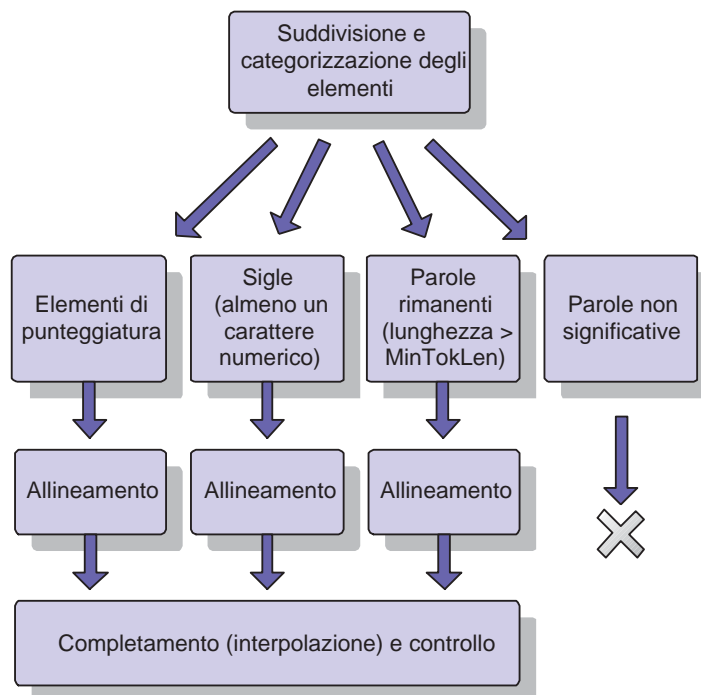 Suddivisione e
categorizzazione degli
elementi
Elementi di
punteggiatura
Sigle
(almeno un
carattere
numerico)
Parole
rimanenti
(lunghezza >
MinTokLen)
Parole non
significative
Allineamento
Allineamento
Allineamento
Completamento (interpolazione) e controllo